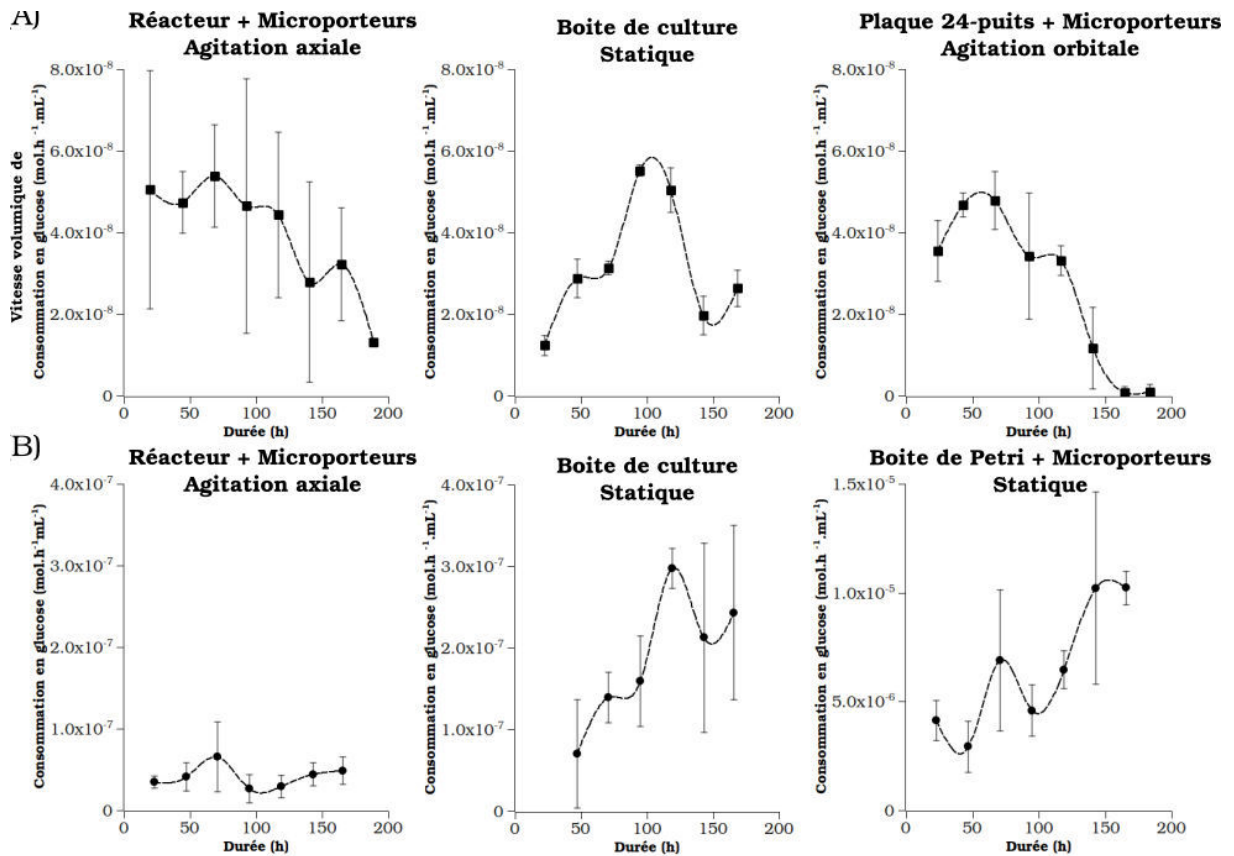 A)
Réacteur + Microporteurs
Agitation axiale
Boite de culture
Statique
Plaque 24-puits + Microporteurs
Agitation orbitale
Vitesse volumique de
Consommation en glucose (mol.h⁻¹.mL⁻¹)
8.0x10⁻⁸
6.0x10⁻⁸
4.0x10⁻⁸
2.0x10⁻⁸
0
0 50 100 150 200
Durée (h)
Consommation en glucose (mol.h⁻¹.mL⁻¹)
8.0x10⁻⁸
6.0x10⁻⁸
4.0x10⁻⁸
2.0x10⁻⁸
0
0 50 100 150 200
Durée (h)
Consommation en glucose (mol.h⁻¹.mL⁻¹)
8.0x10⁻⁸
6.0x10⁻⁸
4.0x10⁻⁸
2.0x10⁻⁸
0
0 50 100 150 200
Durée (h)
B)
Réacteur + Microporteurs
Agitation axiale
Boite de culture
Statique
Boite de Petri + Microporteurs
Statique
Consommation en glucose (mol.h⁻¹mL⁻¹)
4.0x10⁻⁷
3.0x10⁻⁷
2.0x10⁻⁷
1.0x10⁻⁷
0
0 50 100 150 200
Durée (h)
Consommation en glucose (mol.h⁻¹.mL⁻¹)
4.0x10⁻⁷
3.0x10⁻⁷
2.0x10⁻⁷
1.0x10⁻⁷
0
0 50 100 150 200
Durée (h)
Consommation en glucose (mol.h⁻¹.mL⁻¹)
1.5x10⁻⁵
1.0x10⁻⁵
5.0x10⁻⁶
0
0 50 100 150 200
Durée (h)